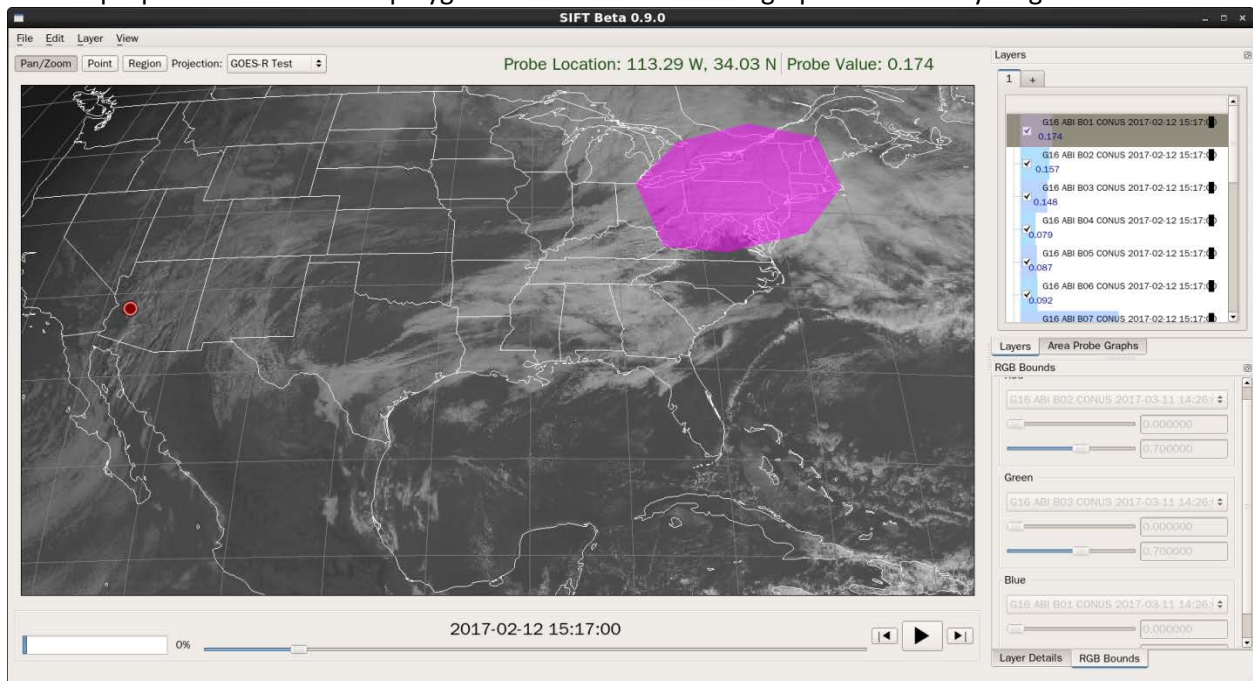 SIFT Beta 0.9.0
File Edit Layer View
Pan/Zoom Point Region Projection: GOES-R Test
Probe Location: 113.29 W, 34.03 N Probe Value: 0.174
Layers
1 +
G16 ABI B01 CONUS 2017-02-12 15:17:
0.174
G16 ABI B02 CONUS 2017-02-12 15:17:
0.157
G16 ABI B03 CONUS 2017-02-12 15:17:
0.148
G16 ABI B04 CONUS 2017-02-12 15:17:
0.079
G16 ABI B05 CONUS 2017-02-12 15:17:
0.087
G16 ABI B06 CONUS 2017-02-12 15:17:
0.092
G16 ABI B07 CONUS 2017-02-12 15:17:
Layers Area Probe Graphs
RGB Bounds
G16 ABI B02 CONUS 2017-03-11 14:26:
0.000000
0.700000
Green
G16 ABI B03 CONUS 2017-03-11 14:26:
0.000000
0.700000
Blue
G16 ABI B01 CONUS 2017-03-11 14:26:
0.000000
Layer Details RGB Bounds
2017-02-12 15:17:00
0%